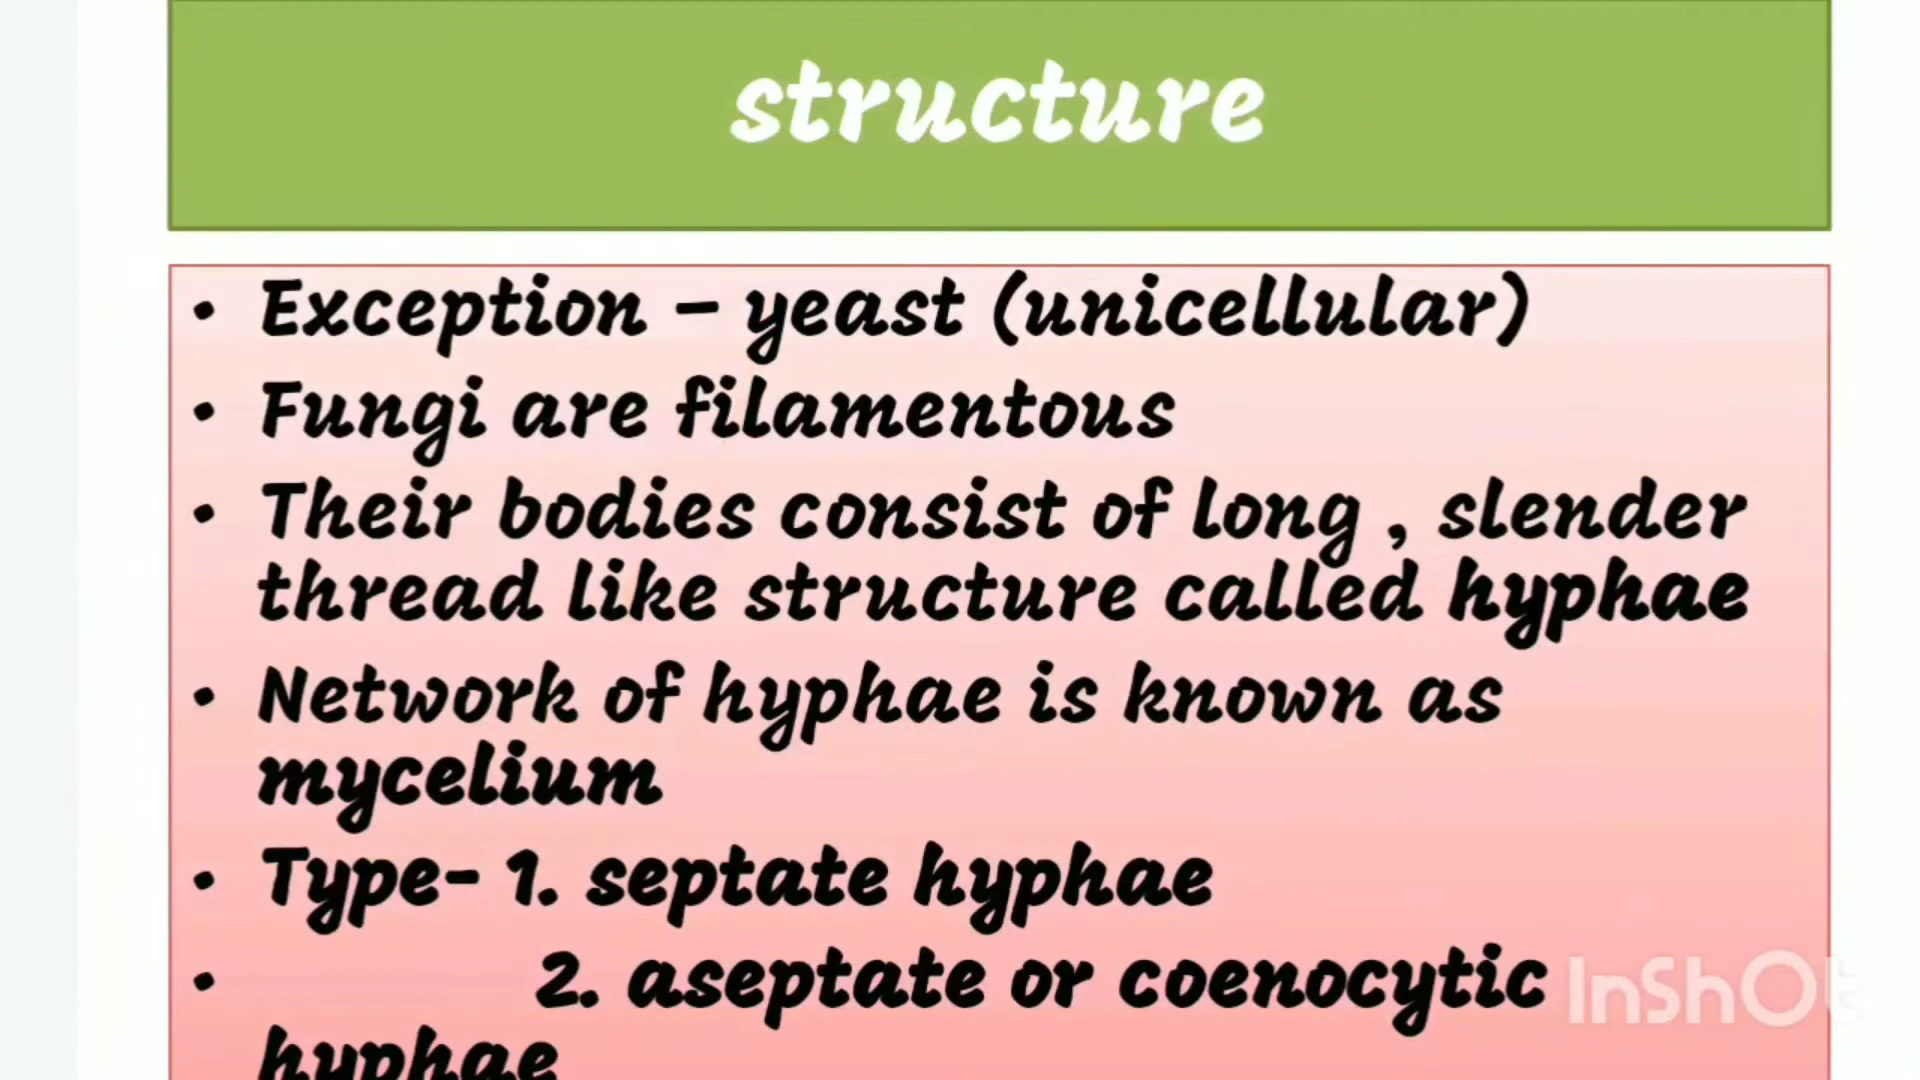 structure
• Exception – yeast (unicellular)
• Fungi are filamentous
• Their bodies consist of long , slender
thread like structure called hyphae
• Network of hyphae is known as
mycelium
• Type- 1. septate hyphae
• 2. aseptate or coenocytic
hyphae
InShOt